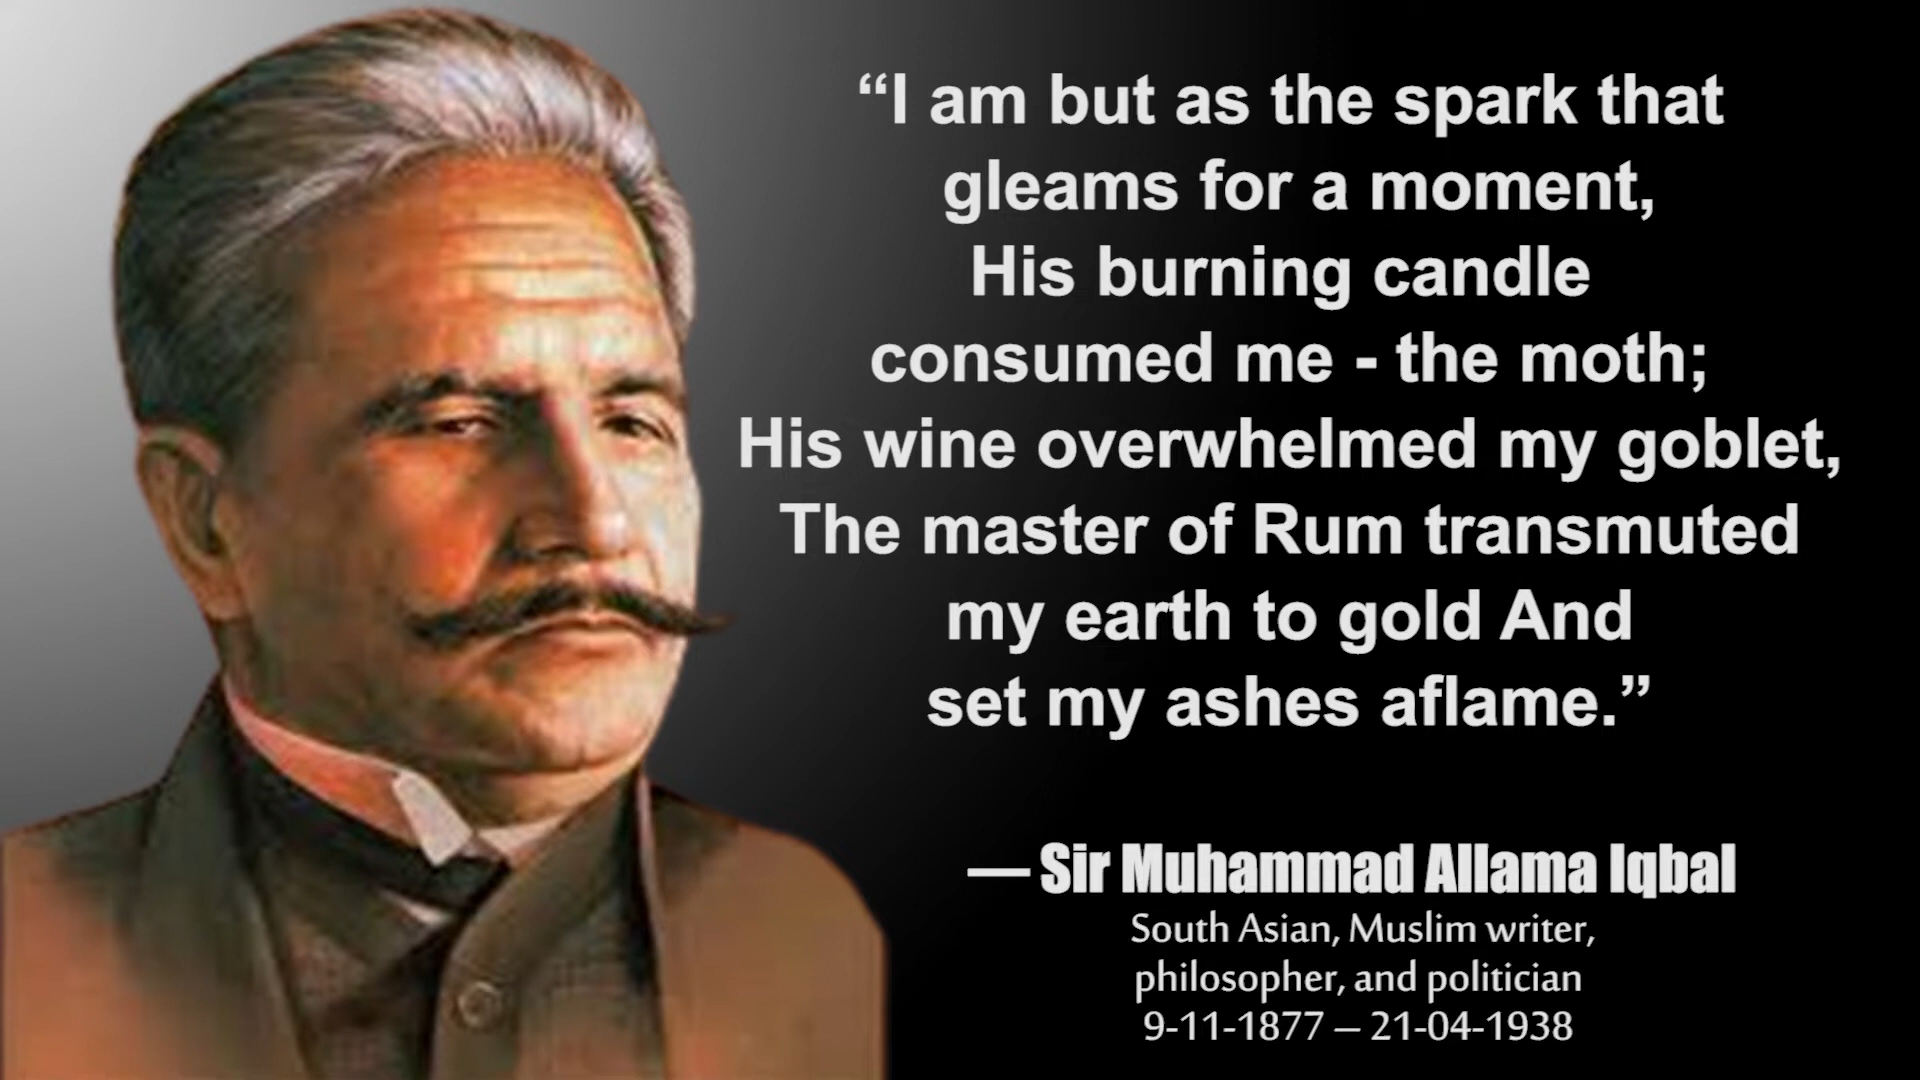 “I am but as the spark that
gleams for a moment,
His burning candle
consumed me - the moth;
His wine overwhelmed my goblet,
The master of Rum transmuted
my earth to gold And
set my ashes aflame.”
— Sir Muhammad Allama Iqbal
South Asian, Muslim writer,
philosopher, and politician
9-11-1877 – 21-04-1938